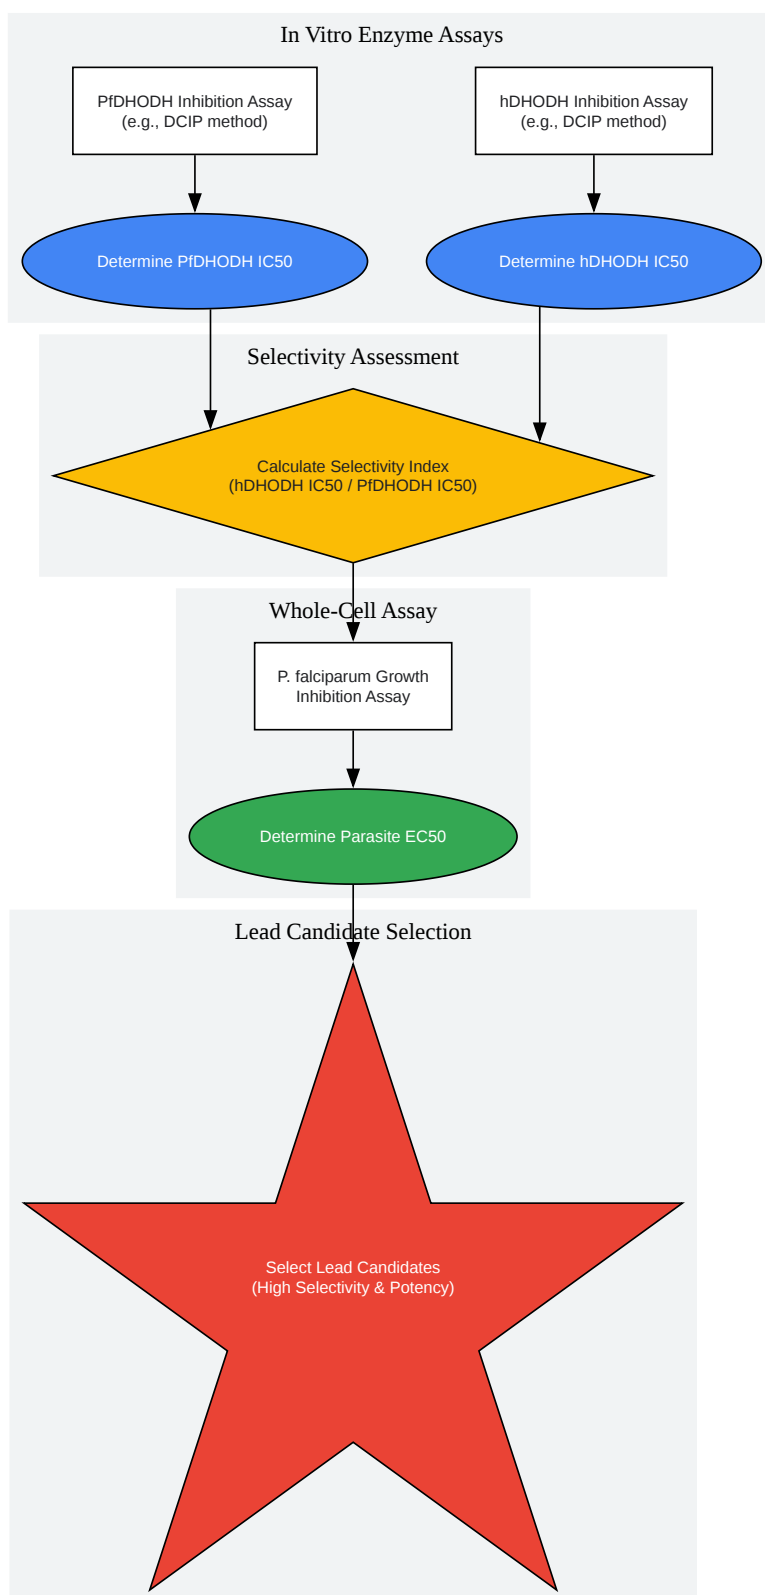 In Vitro Enzyme Assays
PfDHODH Inhibition Assay
(e.g., DCIP method)
hDHODH Inhibition Assay
(e.g., DCIP method)
Determine PfDHODH IC50
Determine hDHODH IC50
Selectivity Assessment
Calculate Selectivity Index
(hDHODH IC50 / PfDHODH IC50)
Whole-Cell Assay
P. falciparum Growth
Inhibition Assay
Determine Parasite EC50
Lead Candidate Selection
Select Lead Candidates
(High Selectivity & Potency)